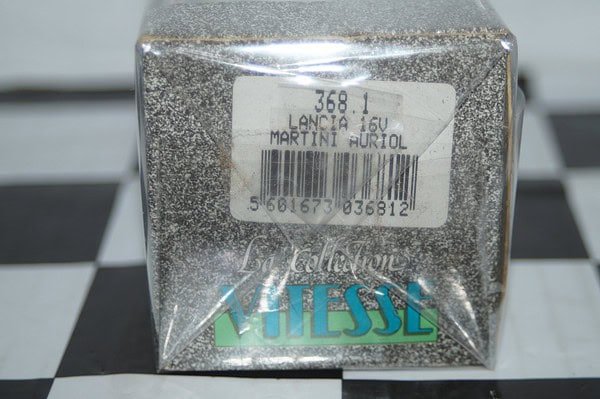 368.1
LANCIA 16V
MARTINI AURIOL
5 601673 036812
La Collection
VITESSE